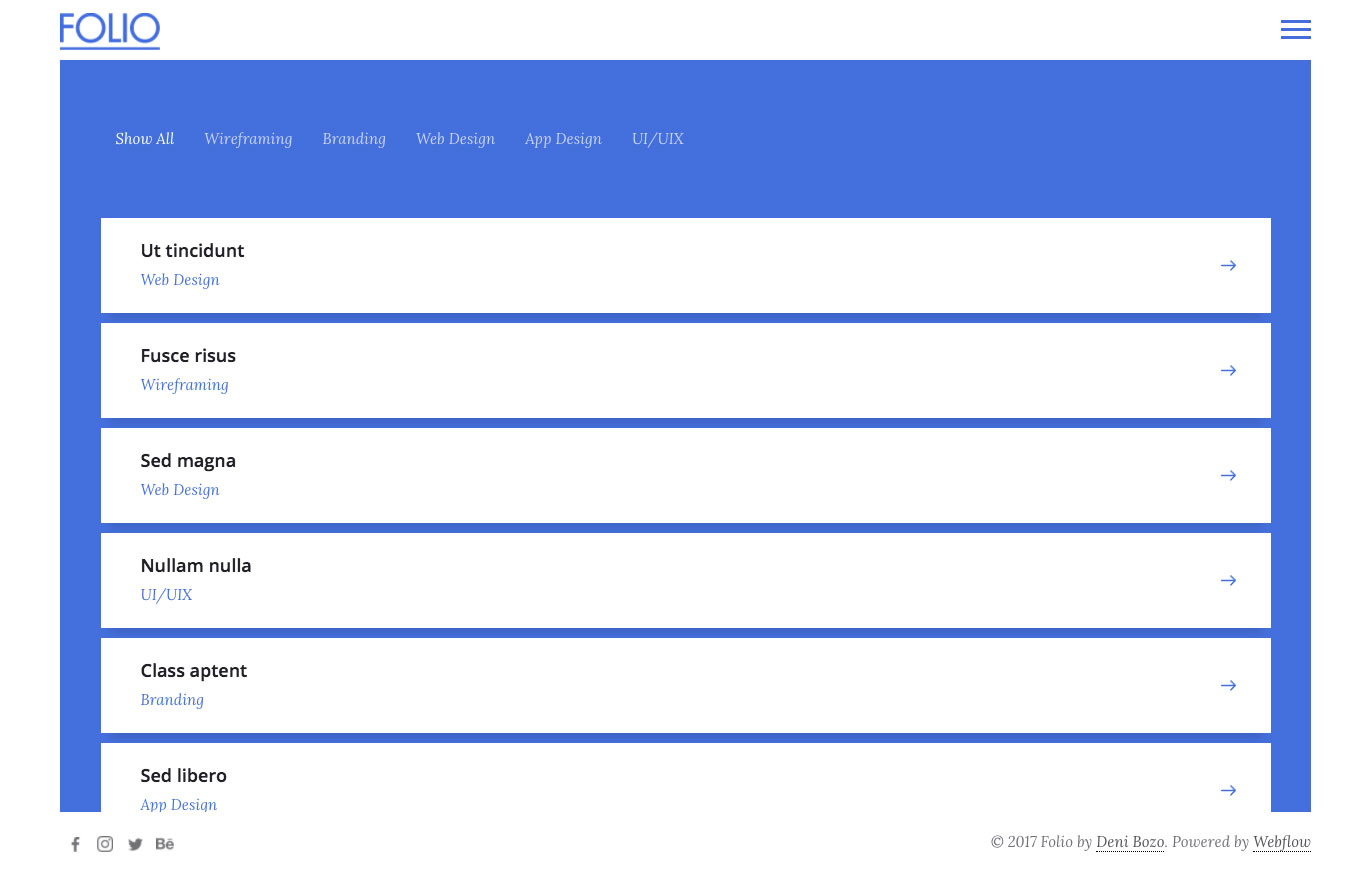 FOLIO
Show All Wireframing Branding Web Design App Design UI/UIX
Ut tincidunt
Web Design
Fusce risus
Wireframing
Sed magna
Web Design
Nullam nulla
UI/UIX
Class aptent
Branding
Sed libero
App Design
© 2017 Folio by Deni Bozo. Powered by Webflow